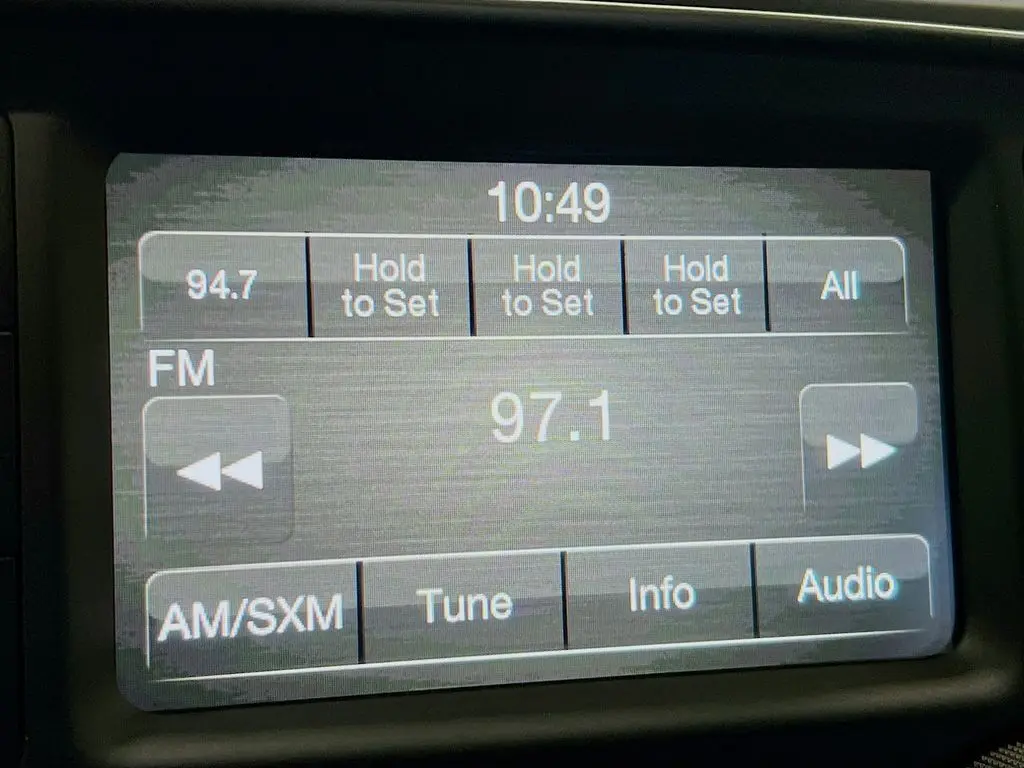 10:49
94.7
Hold
to Set
Hold
to Set
Hold
to Set
All
FM
97.1
AM/SXM
Tune
Info
Audio